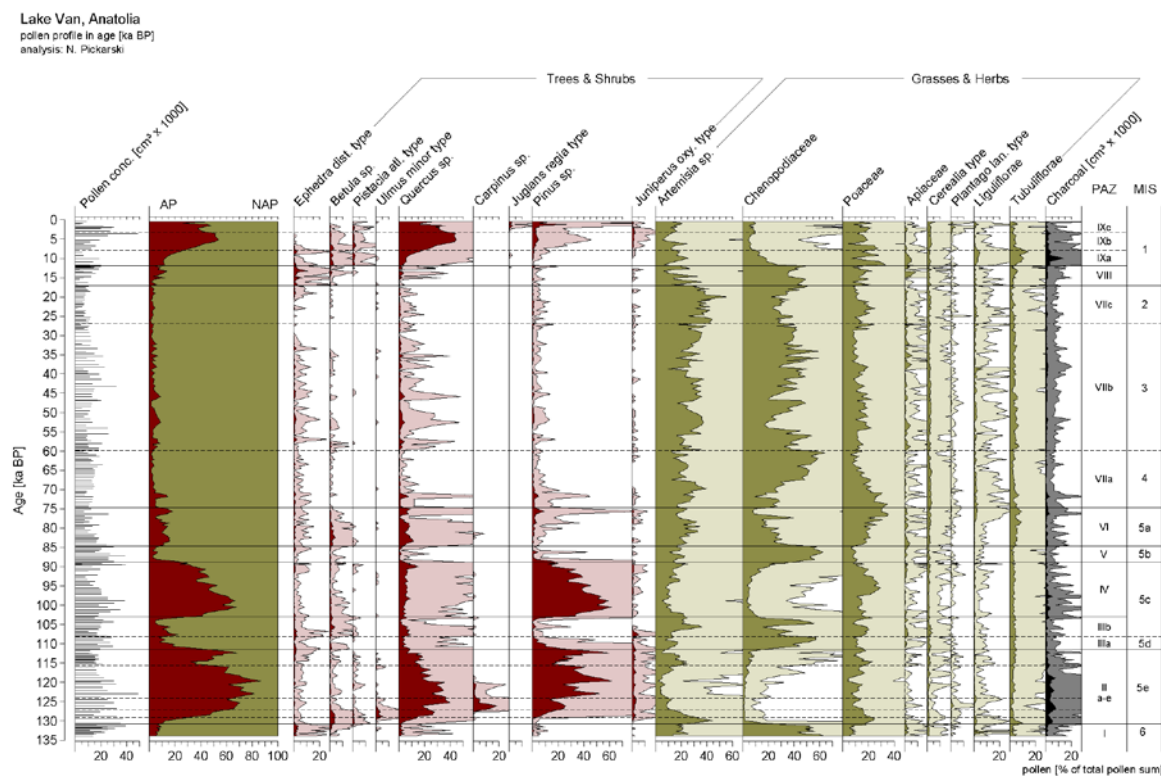 Lake Van, Anatolia
pollen profile in age [ka BP]
analysis: N. Pickarski
Trees & Shrubs
Grasses & Herbs
Pollen conc. [cm³ x 1000]
Ephedra dist. type
Betula sp.
Pistacia atl. type
Ulmus minor type
Quercus sp.
Carpinus sp.
Juglans regia type
Pinus sp.
Juniperus oxy. type
Artemisia sp.
Chenopodiaceae
Poaceae
Apiaceae
Cerealia type
Plantago lan. type
Liguliflorae
Tubuliflorae
Charcoal [cm³ x 1000]
AP NAP PAZ MIS
Age [ka BP]
0
5
10
15
20
25
30
35
40
45
50
55
60
65
70
75
80
85
90
95
100
105
110
115
120
125
130
135
IXc
IXb
IXa
VIII
VIIc
VIIb
VIIa
VI
V
IV
IIIb
IIIa
II
a-e
I
1
2
3
4
5a
5b
5c
5d
5e
6
20 40 20 40 60 80 100 20 20 20 40 20 20 40 60 20 20 40 60 20 40 60 20 40 20 20 20
pollen [% of total pollen sum]